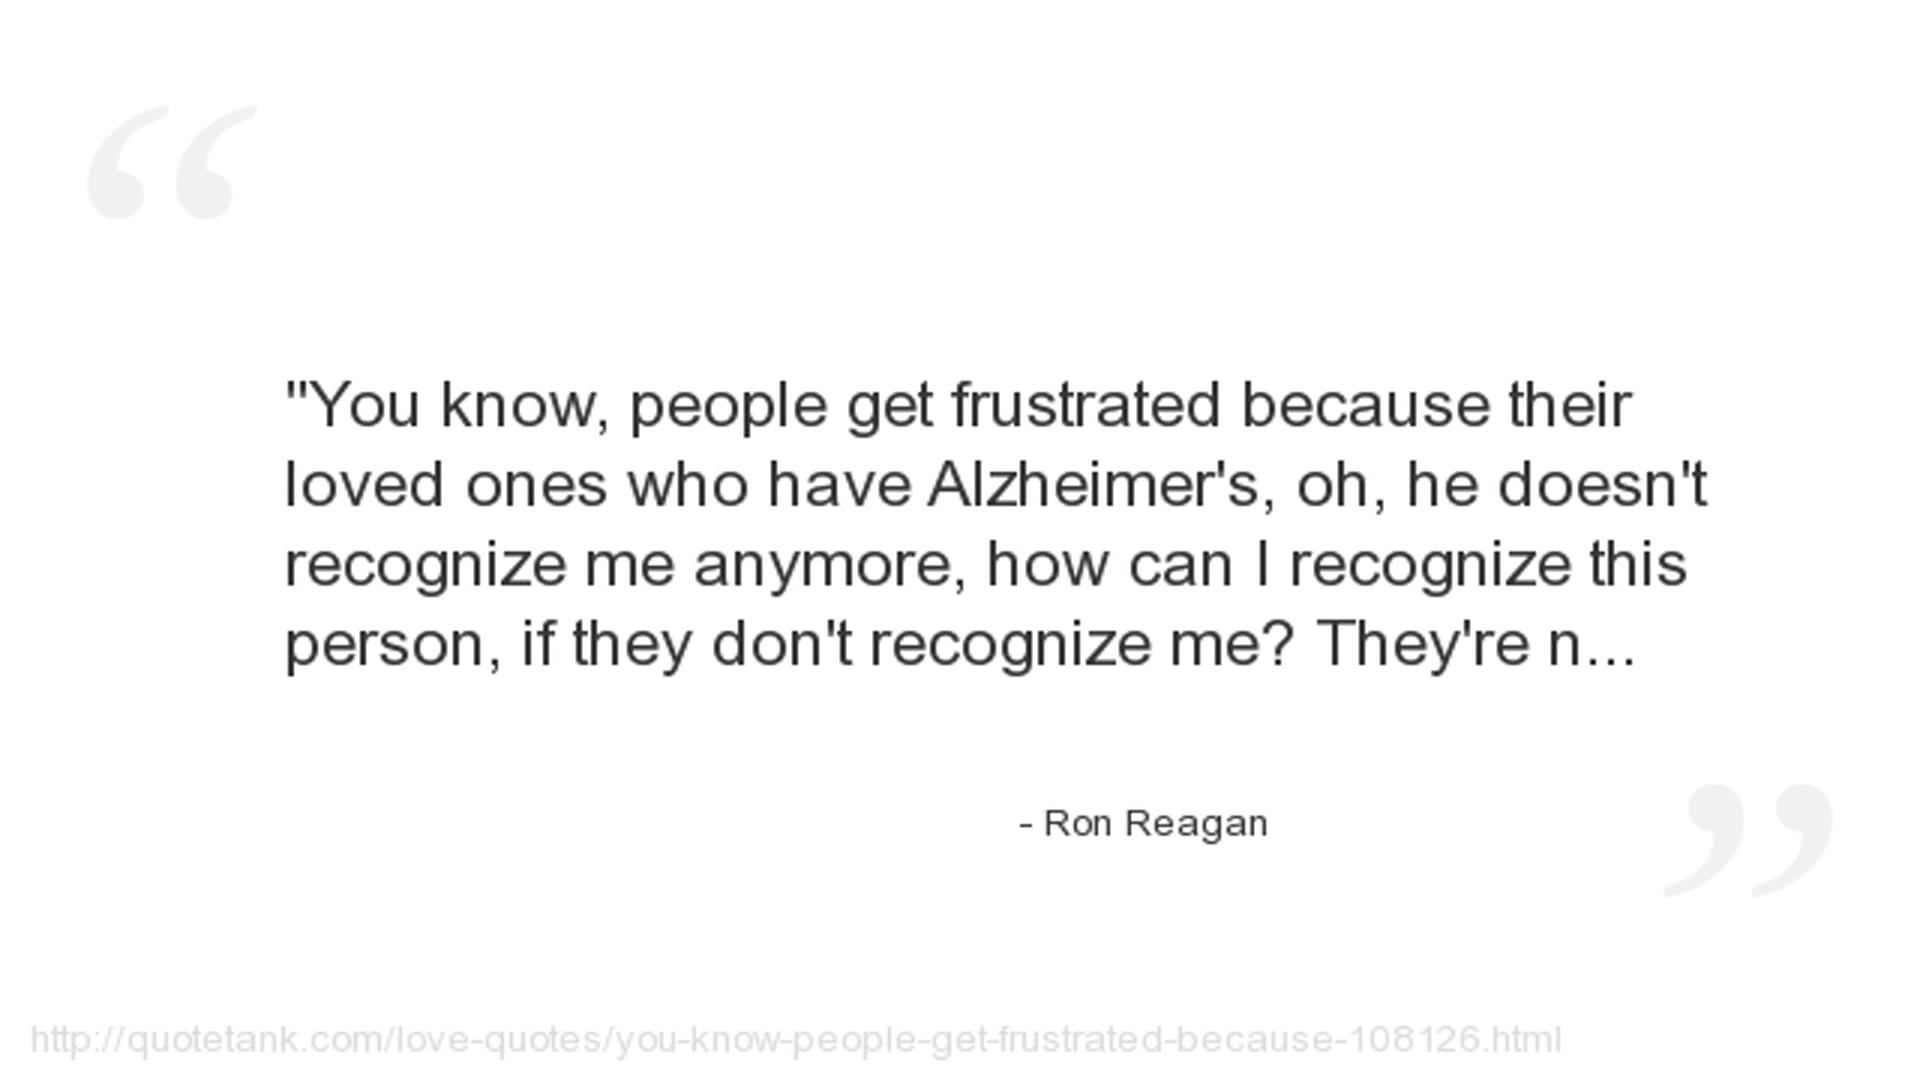 "You know, people get frustrated because their
loved ones who have Alzheimer's, oh, he doesn't
recognize me anymore, how can I recognize this
person, if they don't recognize me? They're n...
- Ron Reagan
http://quotetank.com/love-quotes/you-know-people-get-frustrated-because-108126.html